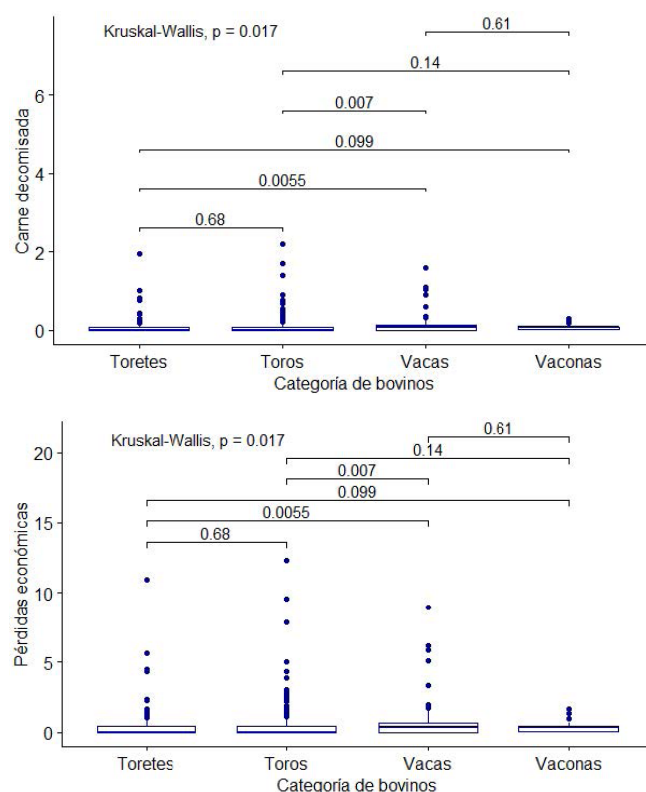 Kruskal-Wallis, p = 0.017
0.61
0.14
0.007
0.099
0.0055
0.68
Carne decomisada
6
4
2
0
Toretes Toros Vacas Vaconas
Categoría de bovinos
Kruskal-Wallis, p = 0.017
0.61
0.14
0.007
0.099
0.0055
0.68
Pérdidas económicas
20
15
10
5
0
Toretes Toros Vacas Vaconas
Categoría de bovinos